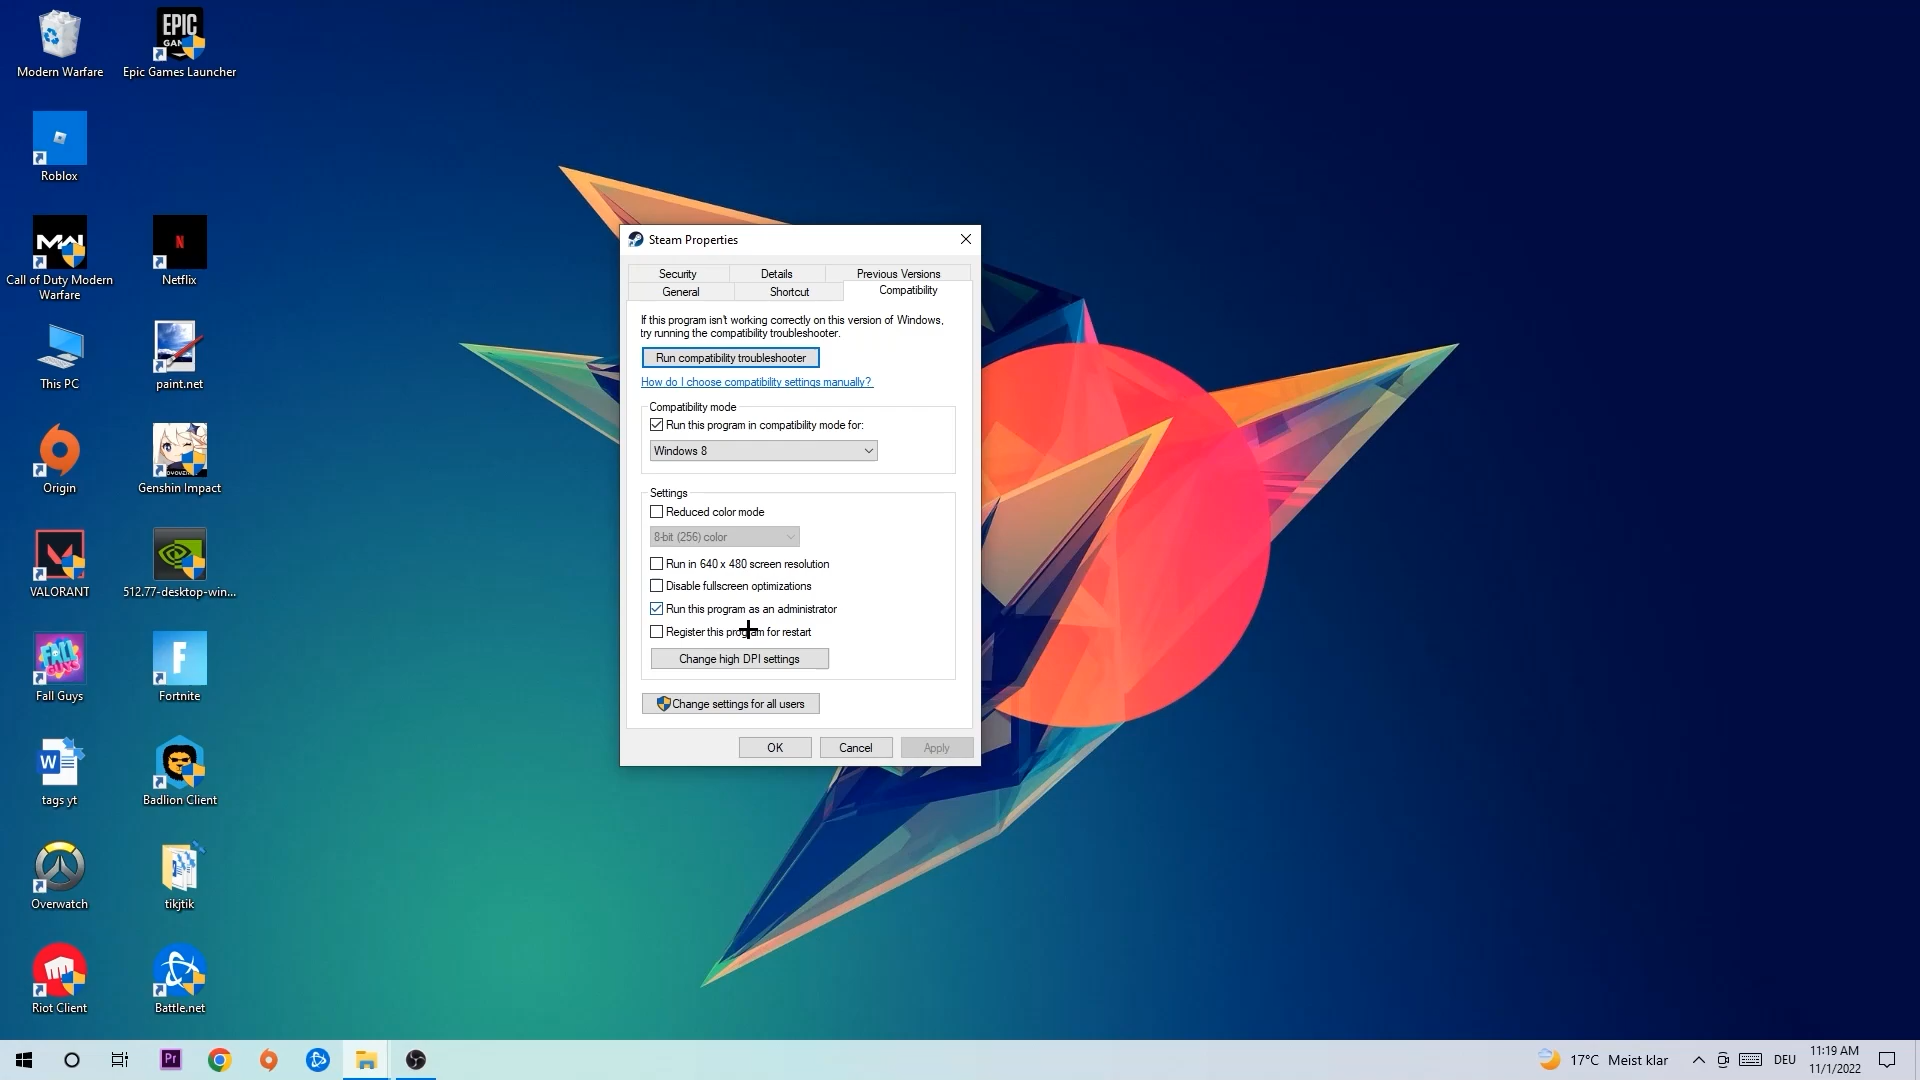 Modern Warfare
EPIC
GAMES
Epic Games Launcher
Roblox
MW
Call of Duty Modern
Warfare
N
Netflix
This PC
paint.net
Origin
Genshin Impact
VALORANT
512.77-desktop-win...
FALL
GUYS
Fall Guys
F
Fortnite
W
tags yt
Badlion Client
Overwatch
tikjtik
Riot Client
Battle.net
Steam Properties
Security Details Previous Versions
General Shortcut Compatibility
If this program isn't working correctly on this version of Windows,
try running the compatibility troubleshooter.
Run compatibility troubleshooter
How do I choose compatibility settings manually?
Compatibility mode
Run this program in compatibility mode for:
Windows 8
Settings
Reduced color mode
8-bit (256) color
Run in 640 x 480 screen resolution
Disable fullscreen optimizations
Run this program as an administrator
Register this program for restart
Change high DPI settings
Change settings for all users
OK Cancel Apply
Pr
17°C Meist klar
DEU
11:19 AM
11/1/2022